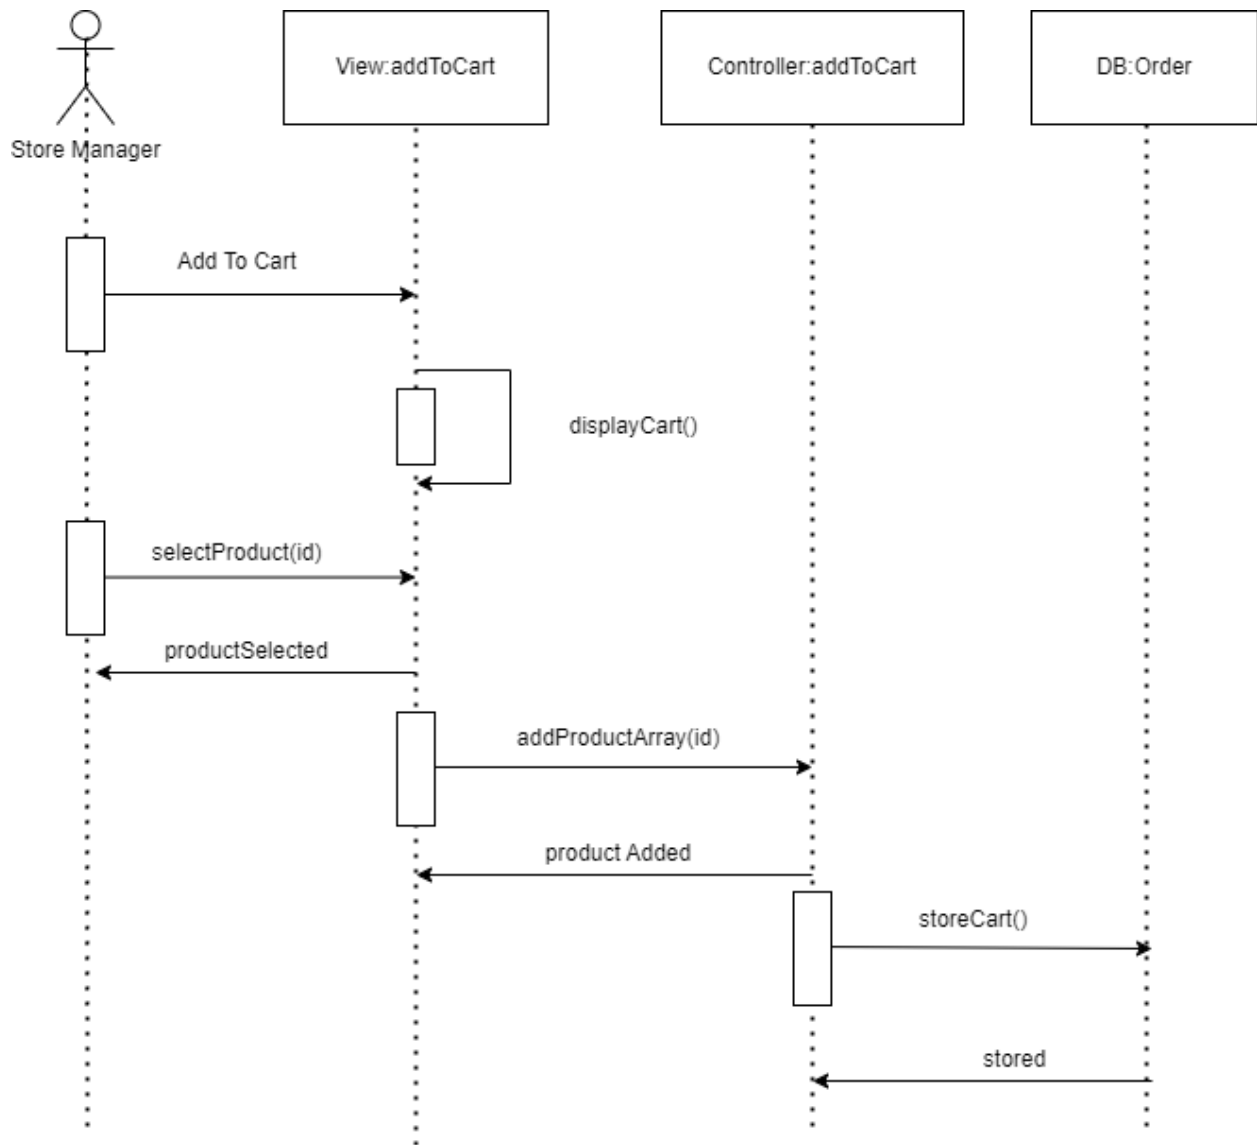 View:addToCart
Controller:addToCart
DB:Order
Store Manager
Add To Cart
displayCart()
selectProduct(id)
productSelected
addProductArray(id)
product Added
storeCart()
stored